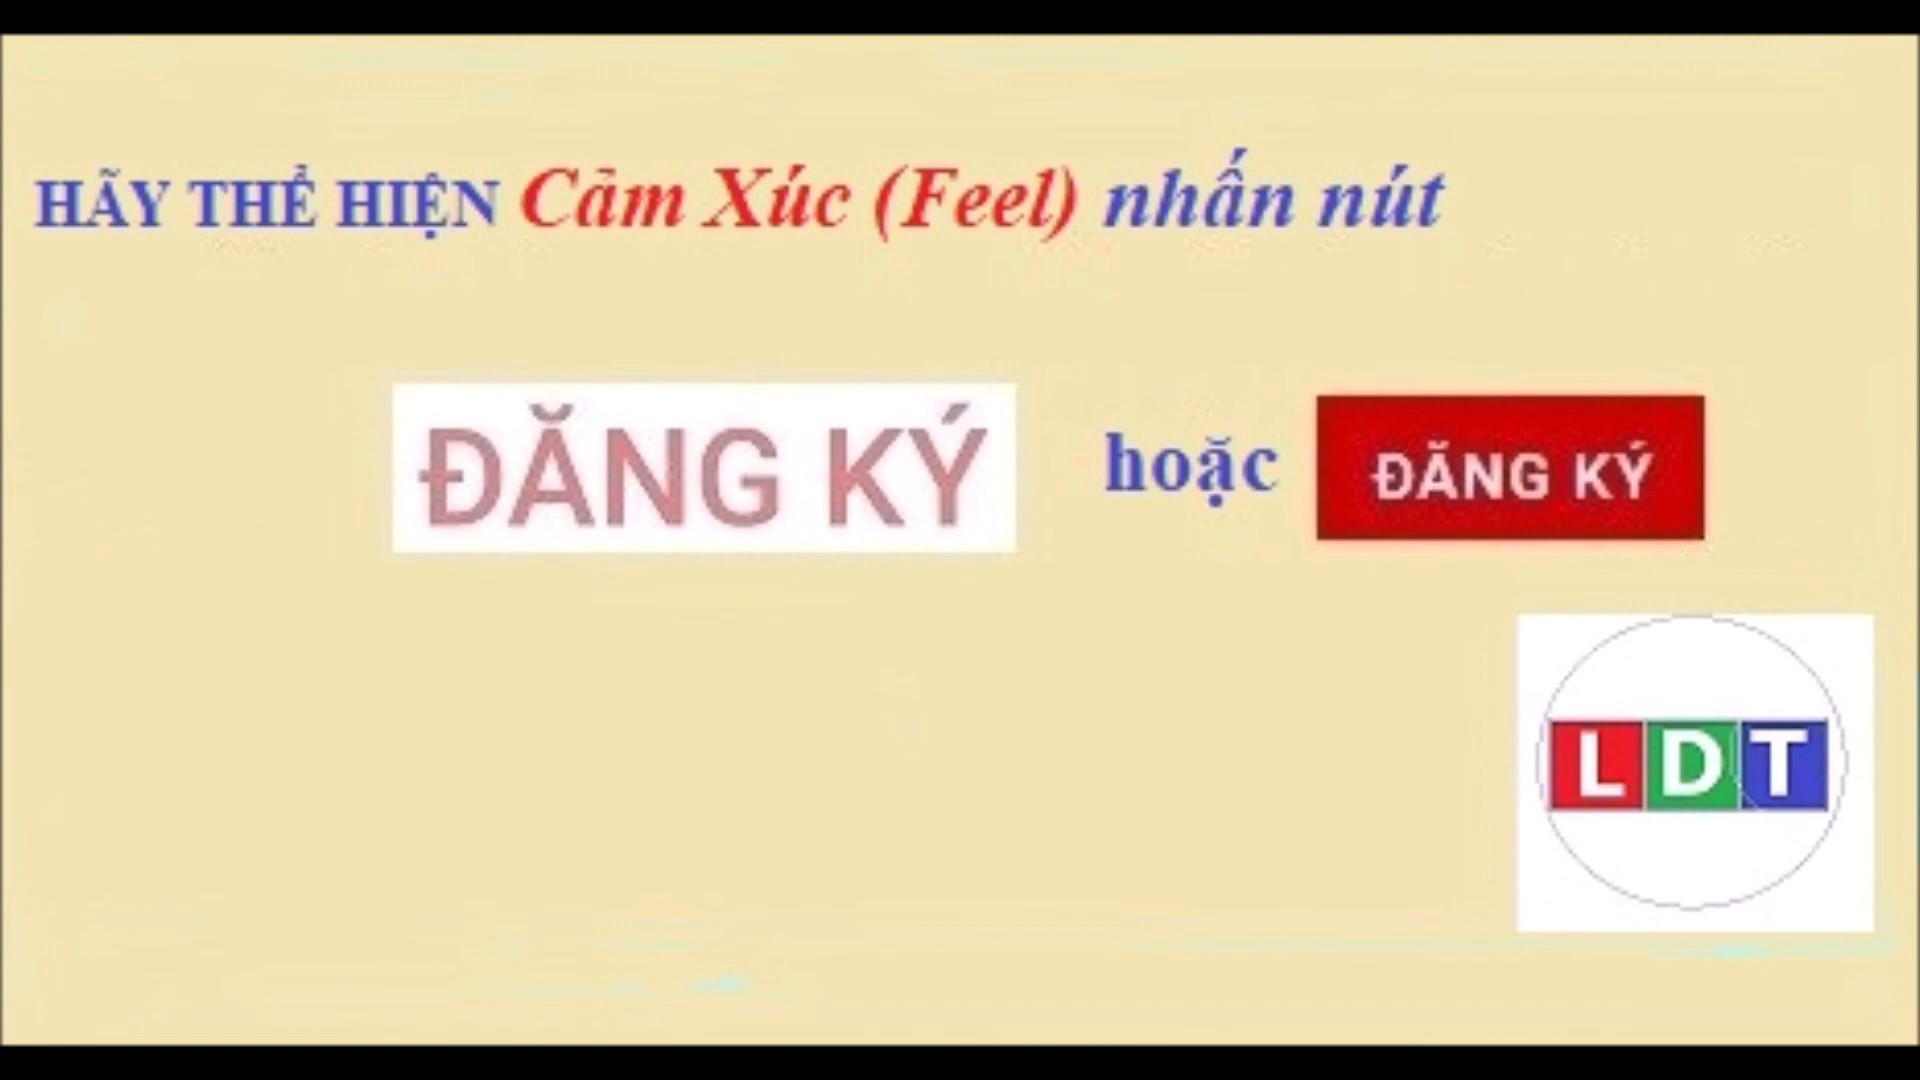 HÃY THỂ HIỆN Cảm Xúc (Feel) nhấn nút
ĐĂNG KÝ hoặc ĐĂNG KÝ
LDT